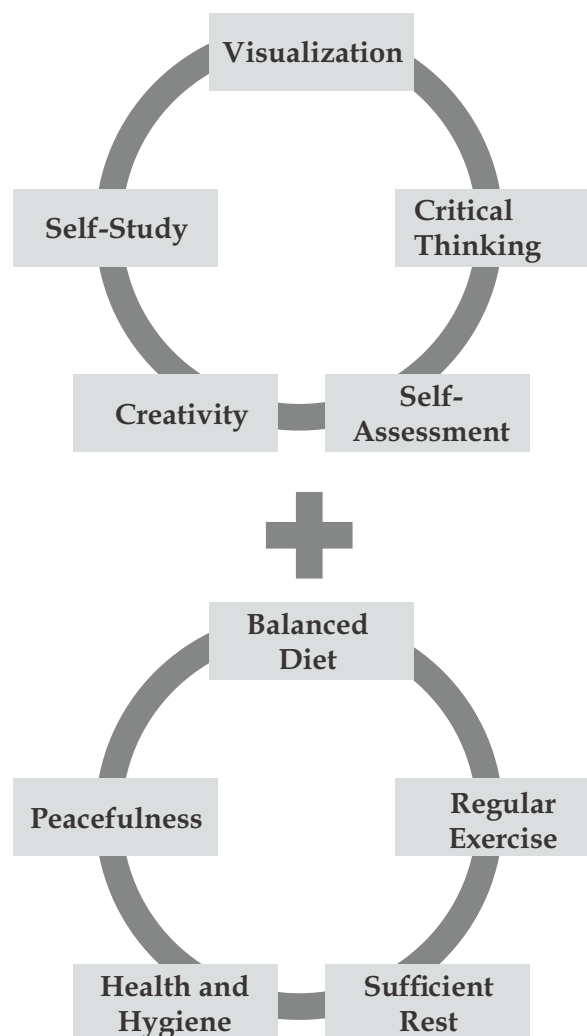 Visualization
Self-Study
Critical
Thinking
Creativity
Self-
Assessment
Balanced
Diet
Peacefulness
Regular
Exercise
Health and
Hygiene
Sufficient
Rest